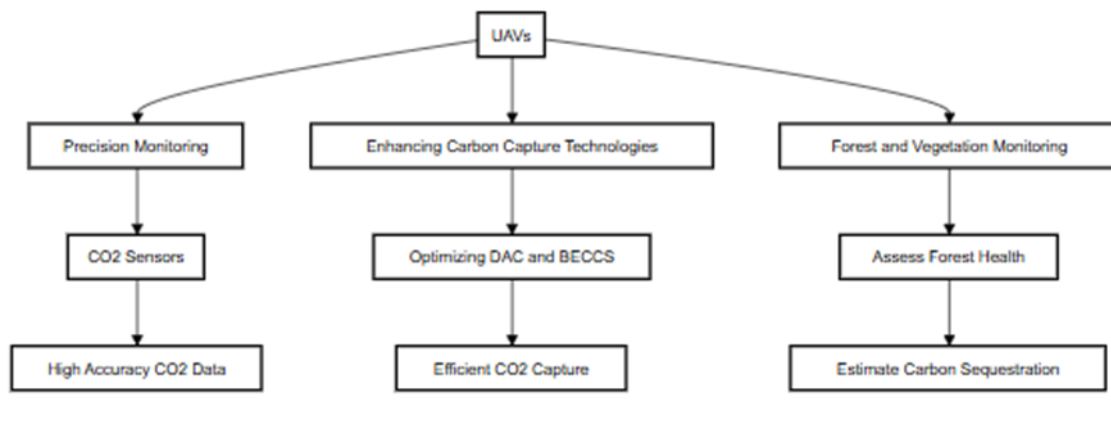 UAVs
Precision Monitoring
Enhancing Carbon Capture Technologies
Forest and Vegetation Monitoring
CO2 Sensors
Optimizing DAC and BECCS
Assess Forest Health
High Accuracy CO2 Data
Efficient CO2 Capture
Estimate Carbon Sequestration